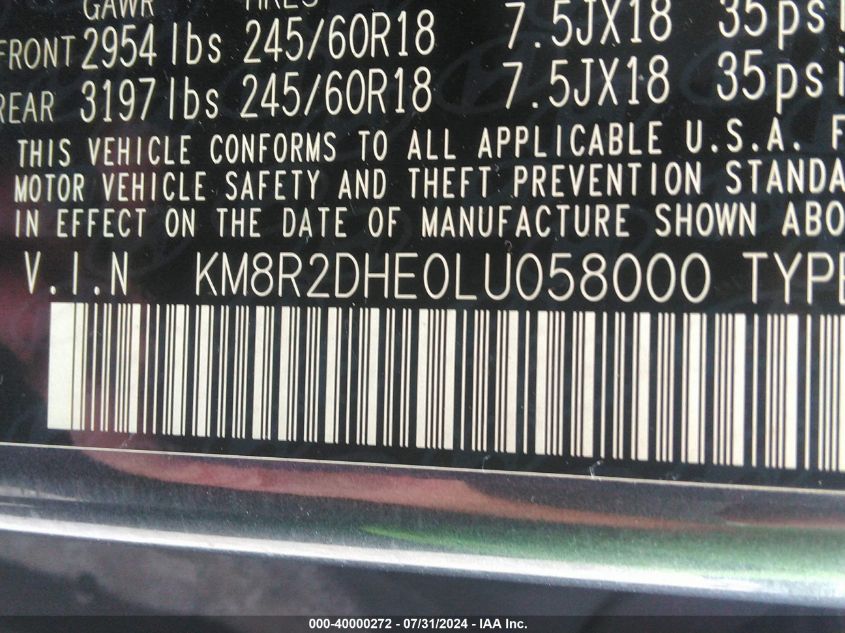 GAWR
FRONT 2954 lbs 245/60R18 7.5JX18 35psi
REAR 3197 lbs 245/60R18 7.5JX18 35psi
THIS VEHICLE CONFORMS TO ALL APPLICABLE U.S.A. F
MOTOR VEHICLE SAFETY AND THEFT PREVENTION STANDA
IN EFFECT ON THE DATE OF MANUFACTURE SHOWN ABO
V.I.N KM8R2DHE0LU058000 TYPE
000-40000272 - 07/31/2024 - IAA Inc.